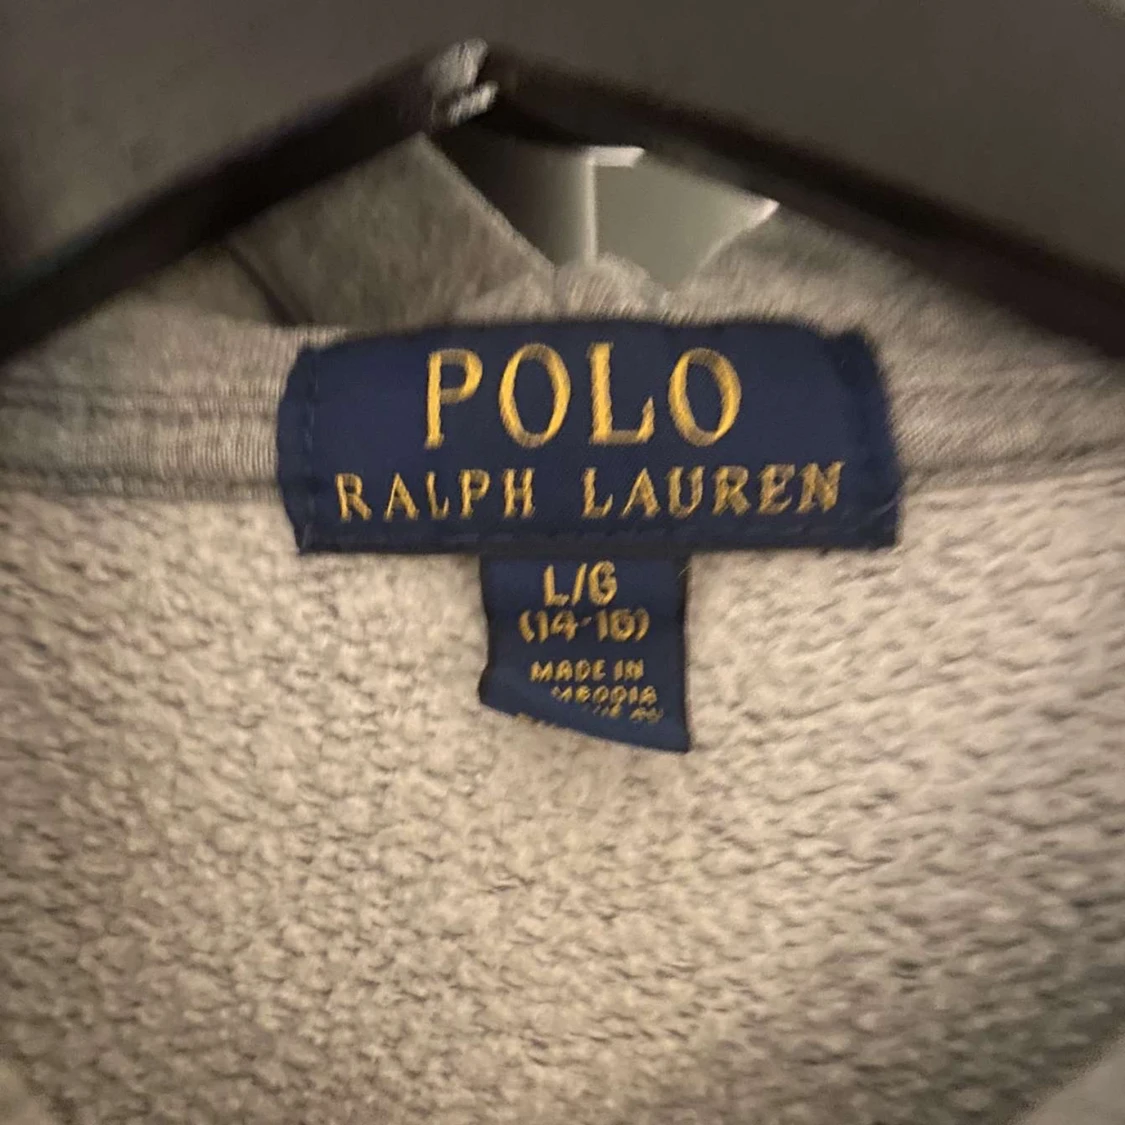 POLO
RALPH LAUREN
L/G
(14-16)
MADE IN